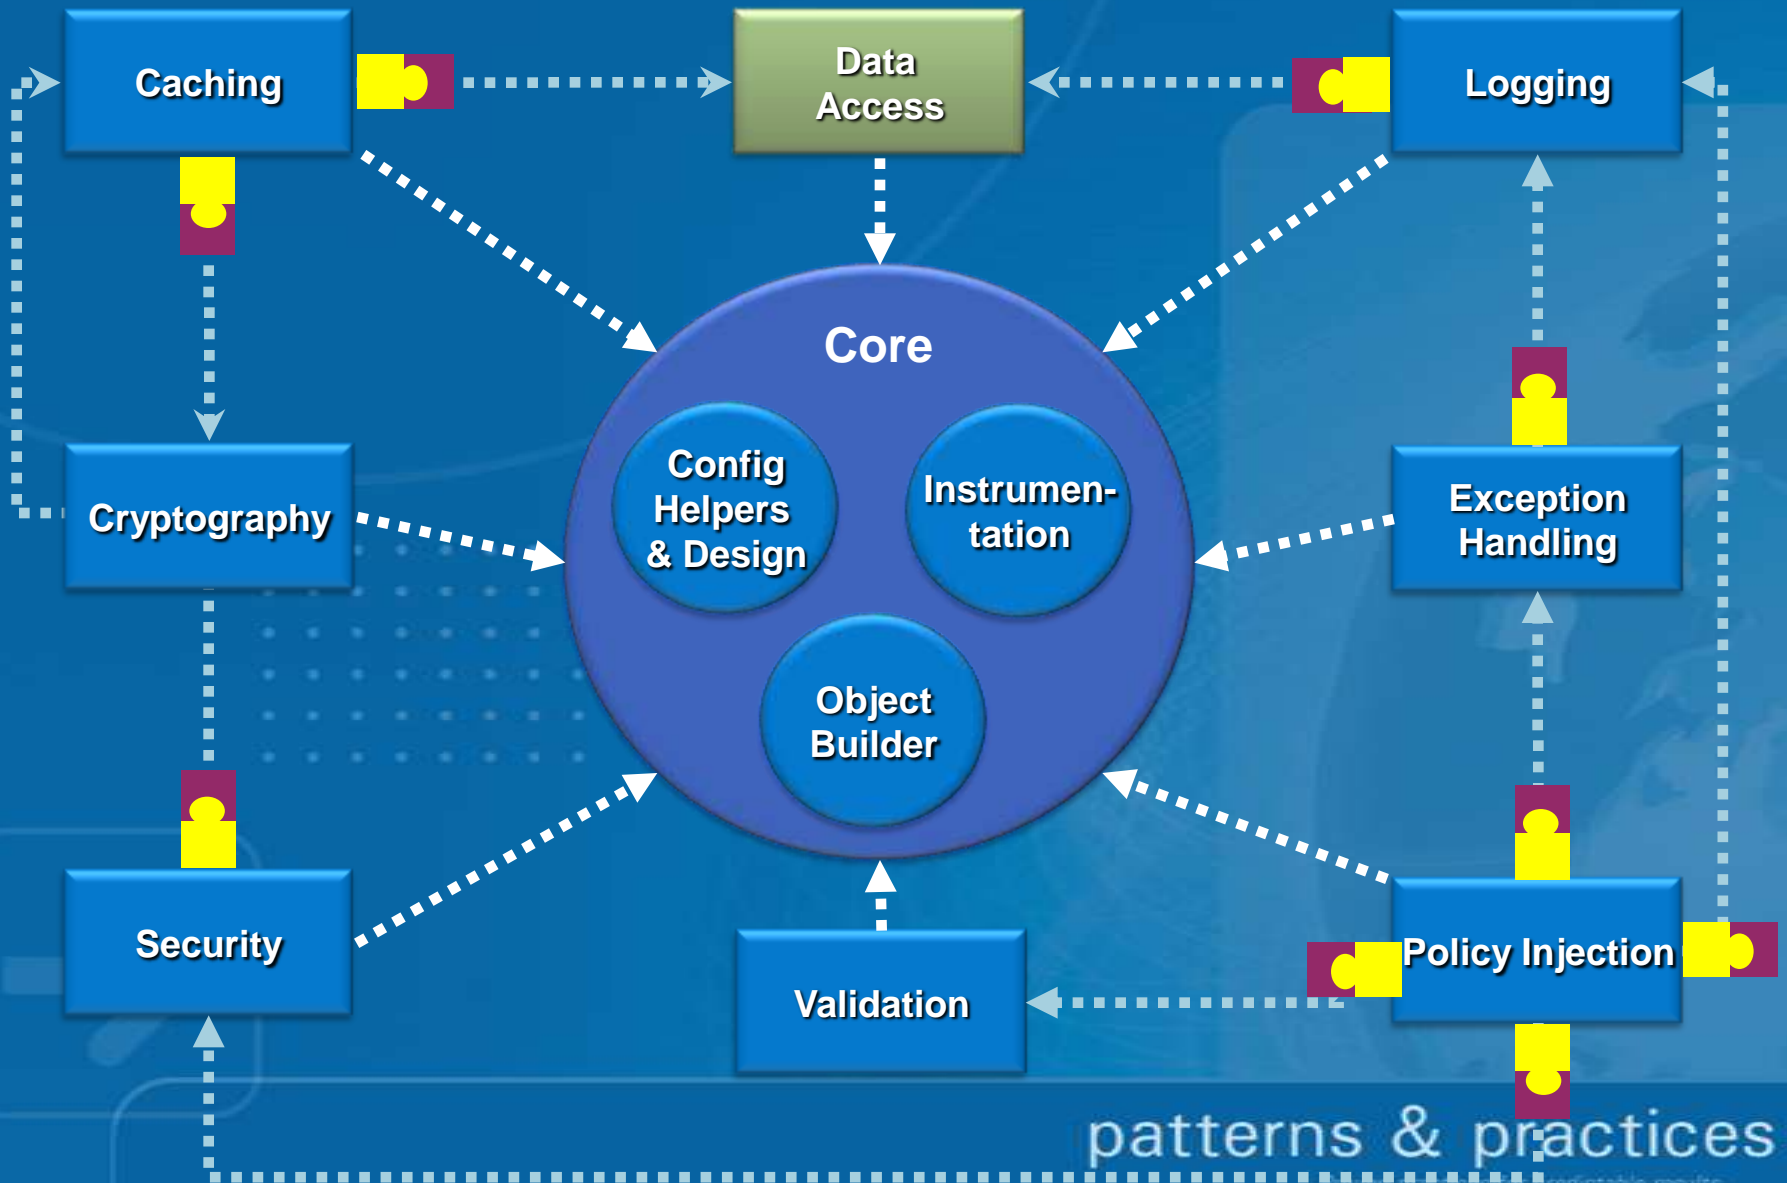 Caching
Data
Access
Logging
Core
Config
Helpers
& Design
Instrumen-
tation
Cryptography
Exception
Handling
Object
Builder
Security
Policy Injection
Validation
patterns & practices